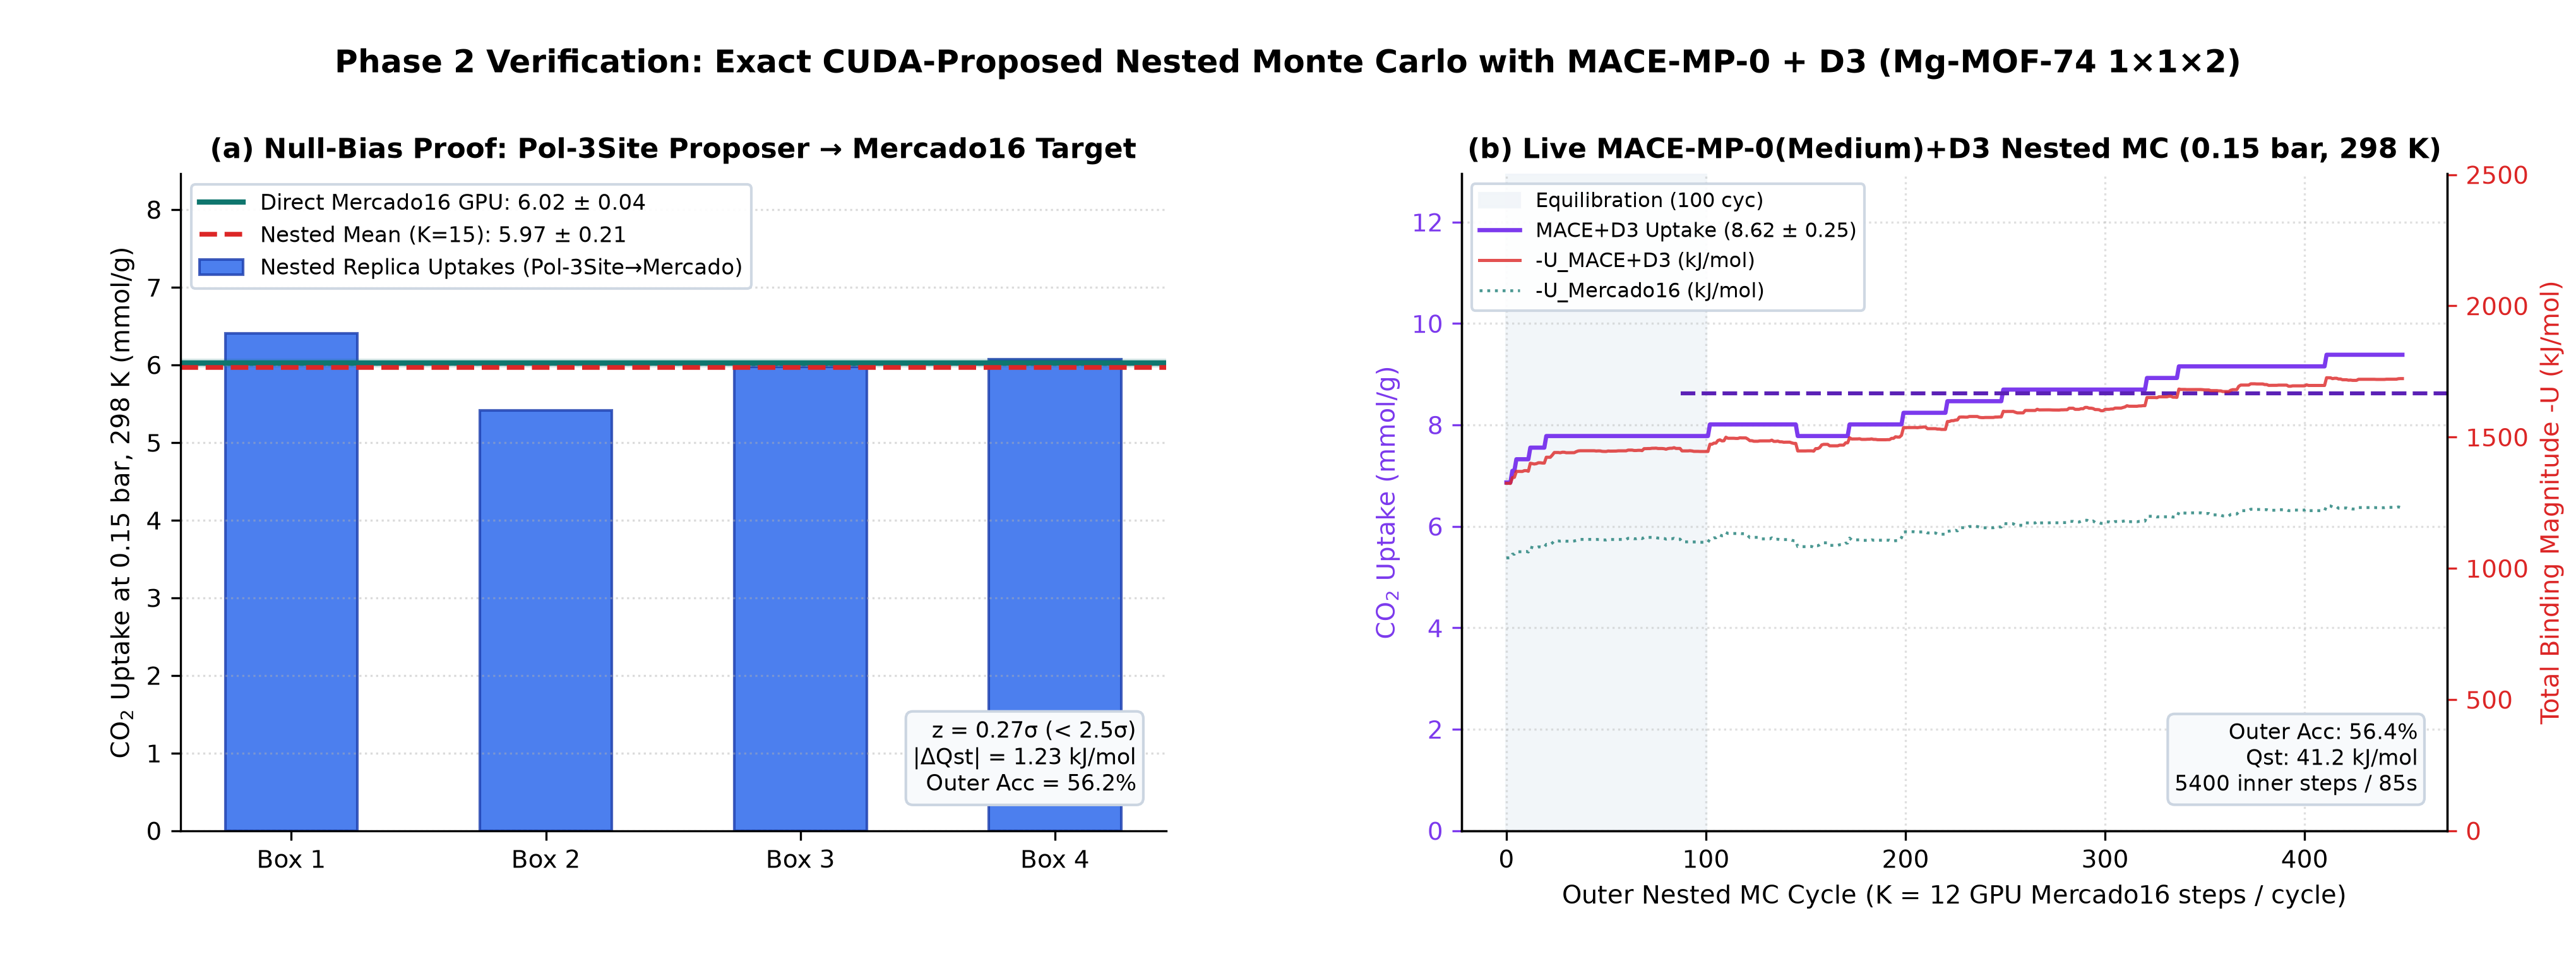 Phase 2 Verification: Exact CUDA-Proposed Nested Monte Carlo with MACE-MP-0 + D3 (Mg-MOF-74 1×1×2)
(a) Null-Bias Proof: Pol-3Site Proposer → Mercado16 Target
Direct Mercado16 GPU: 6.02 ± 0.04
Nested Mean (K=15): 5.97 ± 0.21
Nested Replica Uptakes (Pol-3Site→Mercado)
CO₂ Uptake at 0.15 bar, 298 K (mmol/g)
8
7
6
5
4
3
2
1
0
z = 0.27σ (< 2.5σ)
|ΔQst| = 1.23 kJ/mol
Outer Acc = 56.2%
Box 1 Box 2 Box 3 Box 4
(b) Live MACE-MP-0(Medium)+D3 Nested MC (0.15 bar, 298 K)
Equilibration (100 cyc)
MACE+D3 Uptake (8.62 ± 0.25)
-U_MACE+D3 (kJ/mol)
-U_Mercado16 (kJ/mol)
CO₂ Uptake (mmol/g)
12
10
8
6
4
2
0
Outer Acc: 56.4%
Qst: 41.2 kJ/mol
5400 inner steps / 85s
2500
2000
1500
1000
500
0
Total Binding Magnitude -U (kJ/mol)
0 100 200 300 400
Outer Nested MC Cycle (K = 12 GPU Mercado16 steps / cycle)